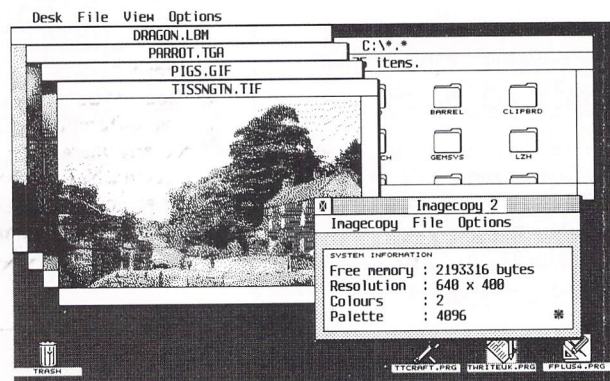 Desk File View Options
DRAGON.LBM
PARROT.TGA
PIGS.GIF
TISSNGTN.TIF
C:\*.*
items.
BARREL
CLIPBRD
GEMSYS
LZH
Imagecopy 2
Imagecopy File Options
SYSTEM INFORMATION
Free memory : 2193316 bytes
Resolution : 640 x 400
Colours : 2
Palette : 4096
TRASH
TTCRAFT.PRG
TWRITEUK.PRG
FPLUS4.PRG